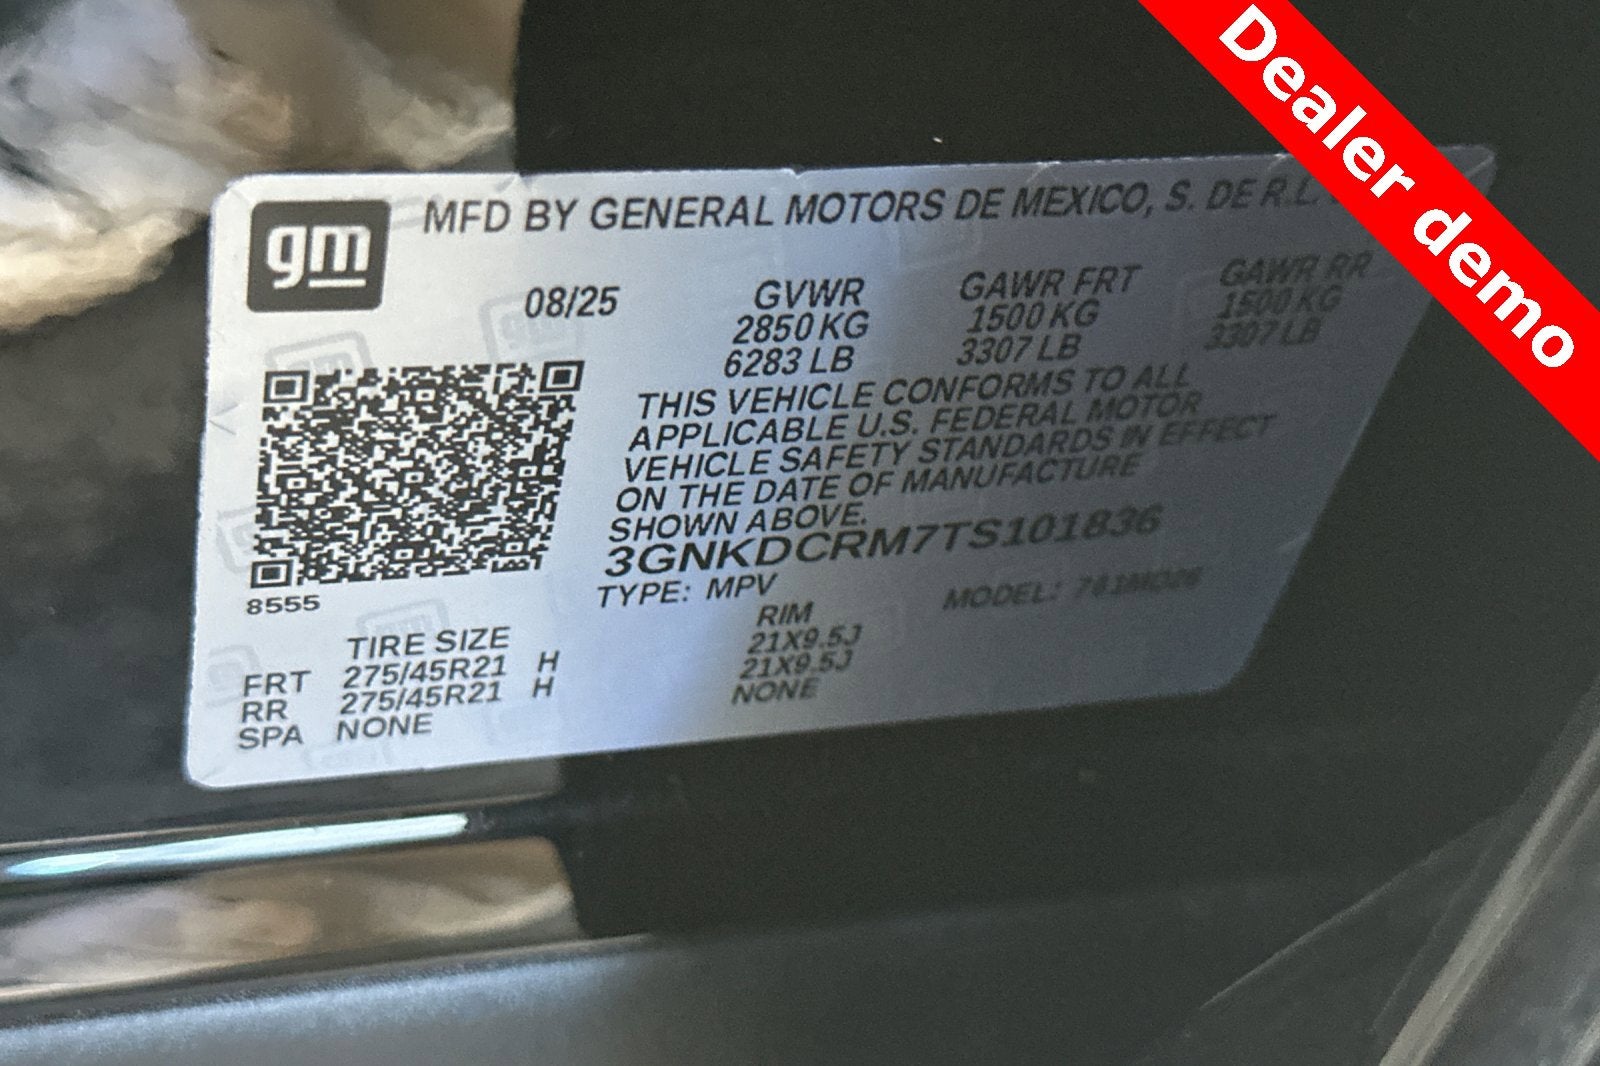 Dealer demo
gm
MFD BY GENERAL MOTORS DE MEXICO, S. DE R.L.
08/25
GVWR GAWR FRT GAWR RR
2850 KG 1500 KG 1500 KG
6283 LB 3307 LB 3307 LB
THIS VEHICLE CONFORMS TO ALL
APPLICABLE U.S. FEDERAL MOTOR
VEHICLE SAFETY STANDARDS IN EFFECT
ON THE DATE OF MANUFACTURE
SHOWN ABOVE.
3GNKDCRM7TS101836
8555
TYPE: MPV MODEL:
TIRE SIZE RIM
FRT 275/45R21 H 21X9.5J
RR 275/45R21 H 21X9.5J
SPA NONE NONE